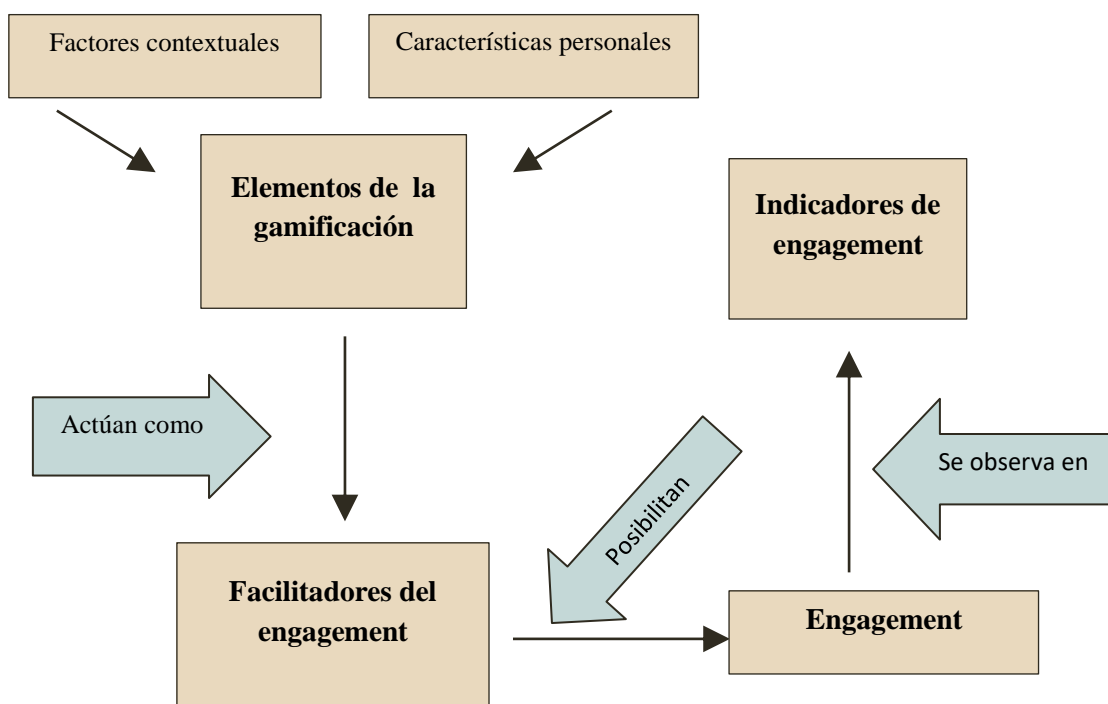 Factores contextuales
Características personales
Elementos de la
gamificación
Indicadores de
engagement
Actúan como
Posibilitan
Se observa en
Facilitadores del
engagement
Engagement